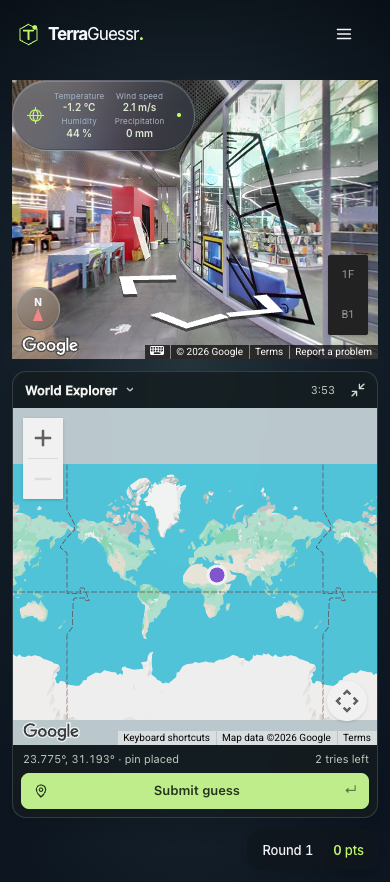 TerraGuessr.
Temperature
-1.2 °C
Wind speed
2.1 m/s
Humidity
44 %
Precipitation
0 mm
1F
B1
N
Google
© 2026 Google
Terms
Report a problem
World Explorer
3:53
Google
Keyboard shortcuts
Map data ©2026 Google
Terms
23.775°, 31.193° · pin placed
2 tries left
Submit guess
Round 1
0 pts